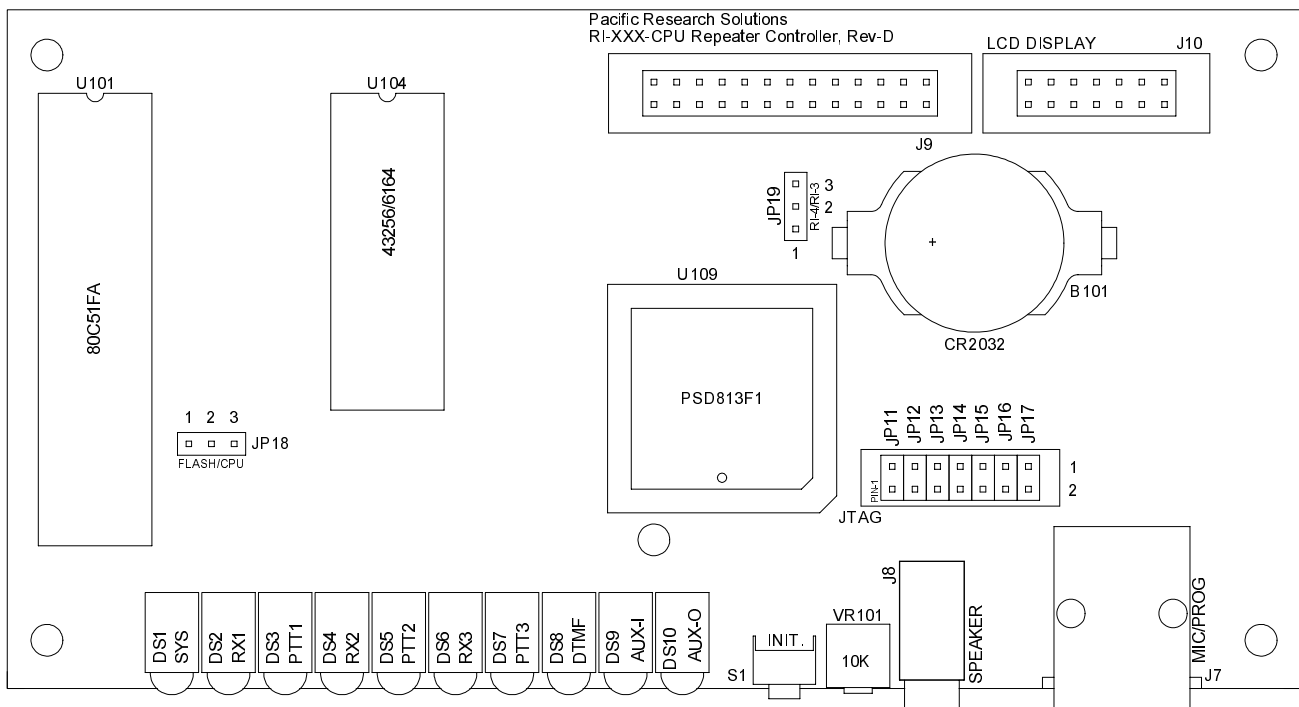 Pacific Research Solutions
RI-XXX-CPU Repeater Controller, Rev-D
LCD DISPLAY
J10
U101
U104
J9
80C51FA
43256/6164
JP19
3
2
1
RI-4/RI-3
U109
B101
CR2032
PSD813F1
1 2 3
JP18
FLASH/CPU
JP11
JP12
JP13
JP14
JP15
JP16
JP17
PIN-1
1
2
JTAG
DS1
SYS
DS2
RX1
DS3
PTT1
DS4
RX2
DS5
PTT2
DS6
RX3
DS7
PTT3
DS8
DTMF
DS9
AUX-I
DS10
AUX-O
INIT.
S1
VR101
10K
J8
SPEAKER
MIC/PROG
J7